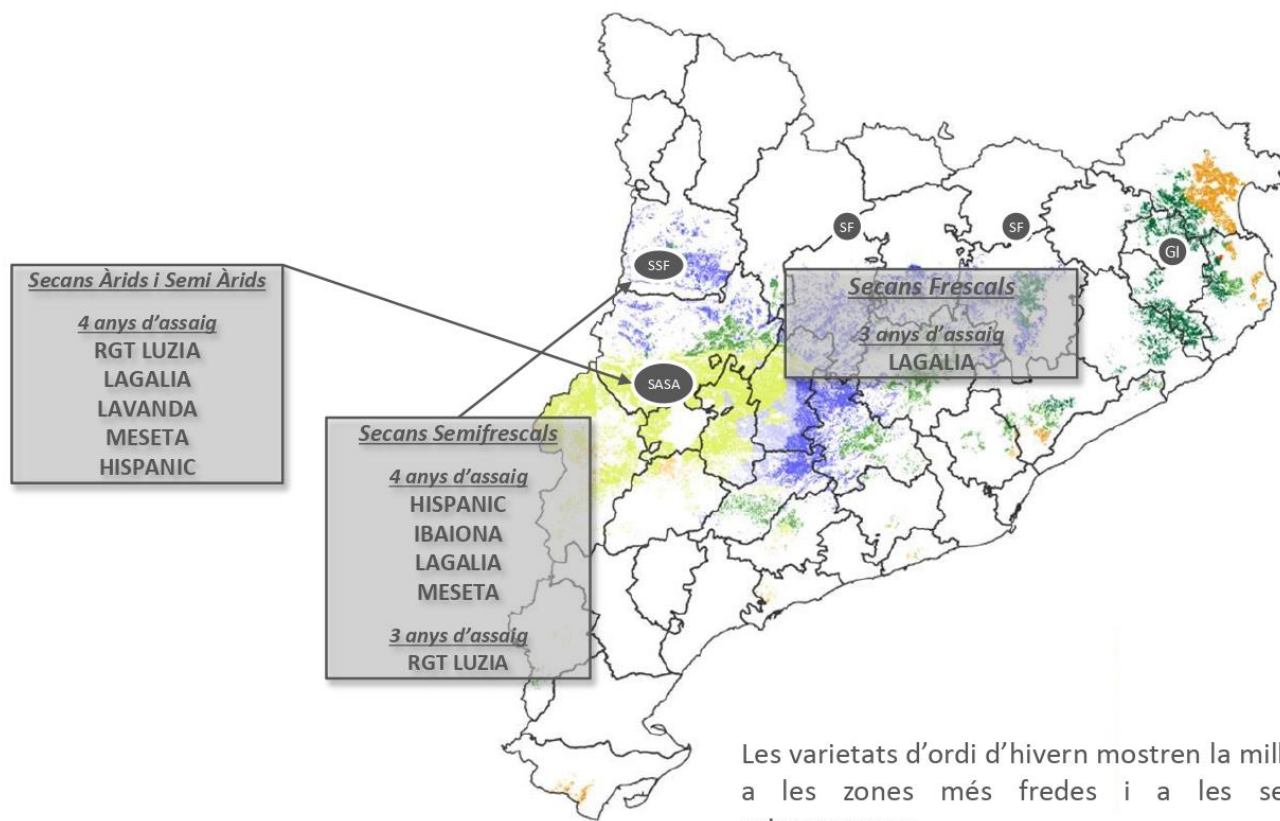 SF
SF
GI
SSF
Secans Àrids i Semi Àrids
4 anys d'assaig
RGT LUZIA
LAGALIA
LAVANDA
MESETA
HISPANIC
Secans Frescals
3 anys d'assaig
LAGALIA
SASA
Secans Semifrescals
4 anys d'assaig
HISPANIC
IBAIONA
LAGALIA
MESETA
3 anys d'assaig
RGT LUZIA
Les varietats d'ordi d'hivern mostren la mill
a les zones més fredes i a les se